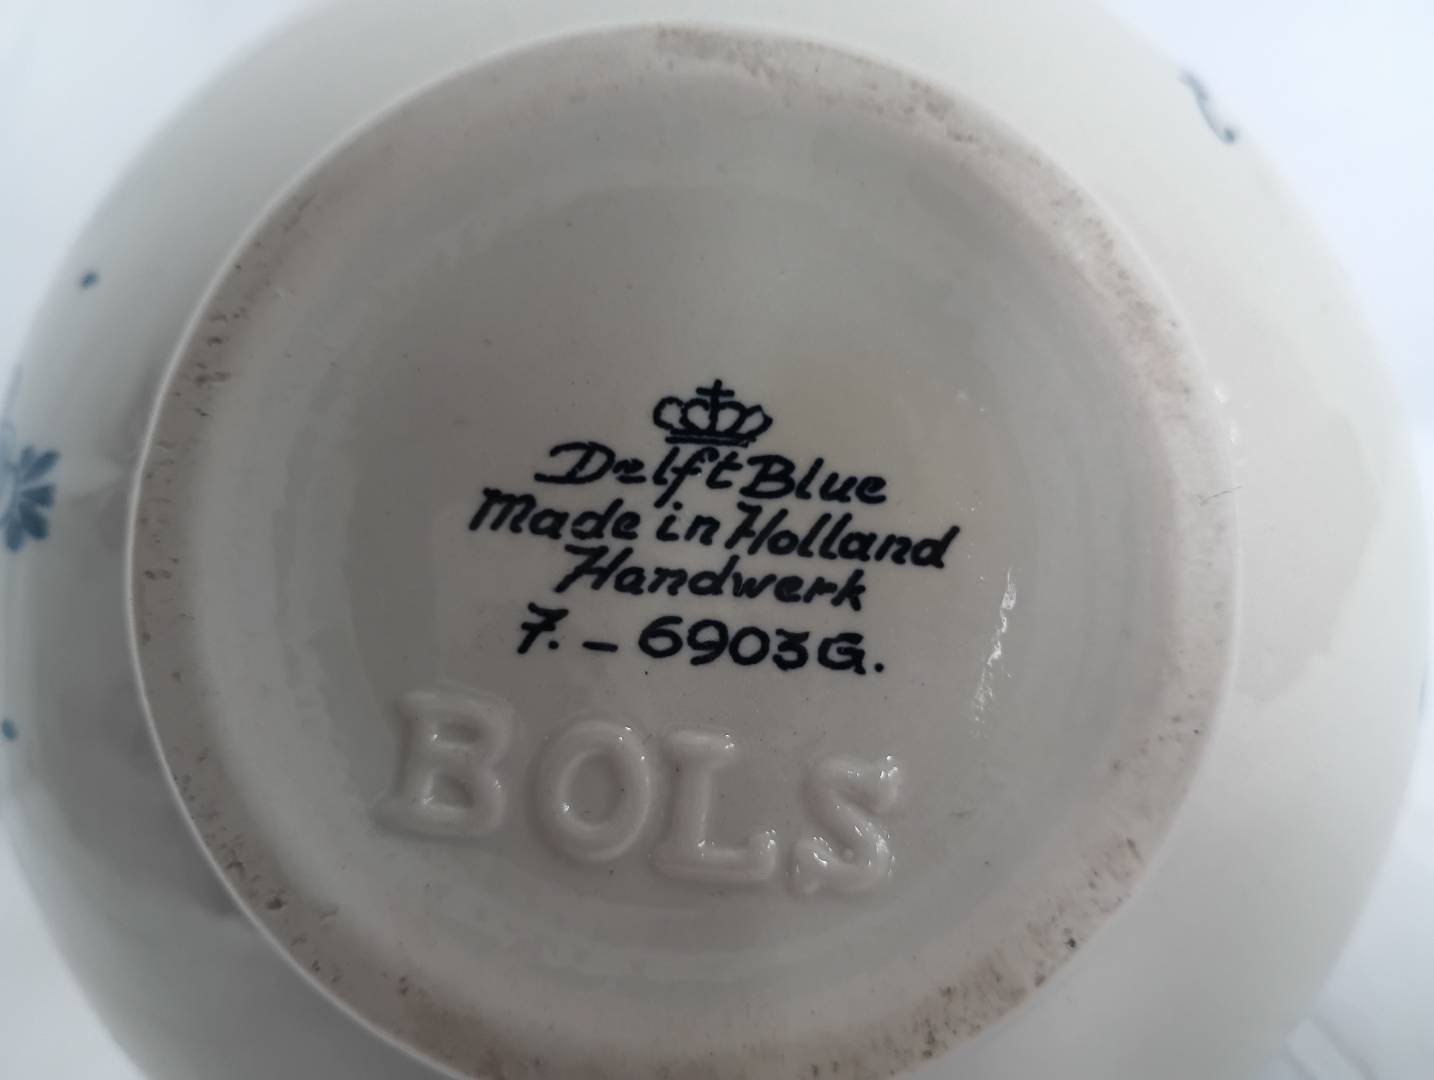 Delft Blue
Made in Holland
Handwerk
7. - 6903G.
BOLS